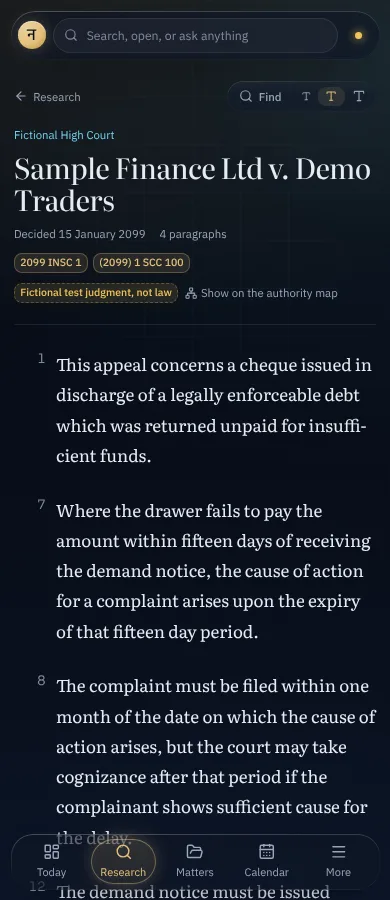 न
Search, open, or ask anything
Research
Find T T T
Fictional High Court
Sample Finance Ltd v. Demo
Traders
Decided 15 January 2099 4 paragraphs
2099 INSC 1 (2099) 1 SCC 100
Fictional test judgment, not law Show on the authority map
1 This appeal concerns a cheque issued in
discharge of a legally enforceable debt
which was returned unpaid for insuffi-
cient funds.
7 Where the drawer fails to pay the
amount within fifteen days of receiving
the demand notice, the cause of action
for a complaint arises upon the expiry
of that fifteen day period.
8 The complaint must be filed within one
month of the date on which the cause of
action arises, but the court may take
cognizance after that period if the
complainant shows sufficient cause for
the delay.
Today Research Matters Calendar More
12 The demand notice must be issued